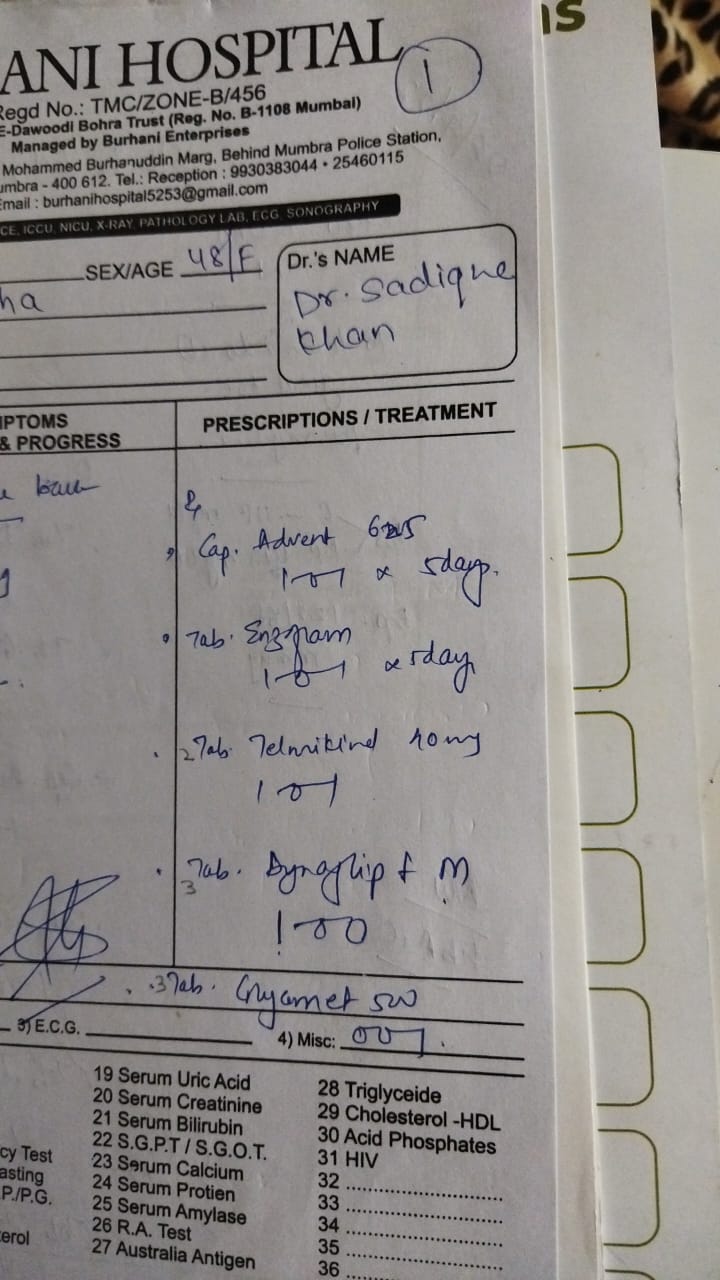 ANI HOSPITAL
1
Regd No.: TMC/ZONE-B/456
E-Dawoodi Bohra Trust (Reg. No. B-1108 Mumbai)
Managed by Burhani Enterprises
Mohammed Burhanuddin Marg, Behind Mumbra Police Station,
umbra - 400 612. Tel.: Reception : 9930383044 • 25460115
Email : burhanihospital5253@gmail.com
CE, ICCU, NICU, X-RAY, PATHOLOGY LAB, ECG, SONOGRAPHY
SEX/AGE 48/F
Dr.'s NAME
ha
Dr. Sadique
Khan
PTOMS
& PROGRESS
PRESCRIPTIONS / TREATMENT
Cap. Advent 625
1-0-1 x 5days.
Tab.
1-0-1 x 5day
2 Tab. Telmikind
1 0 1
3 Tab. M
1 0 0
3 Tab. 500
3) E.C.G.
4) Misc: 0 0 1.
19 Serum Uric Acid
20 Serum Creatinine
21 Serum Bilirubin
22 S.G.P.T / S.G.O.T.
23 Serum Calcium
24 Serum Protien
25 Serum Amylase
26 R.A. Test
27 Australia Antigen
cy Test
asting
P./P.G.
erol
28 Triglyceide
29 Cholesterol -HDL
30 Acid Phosphates
31 HIV
32
33
34
35
36